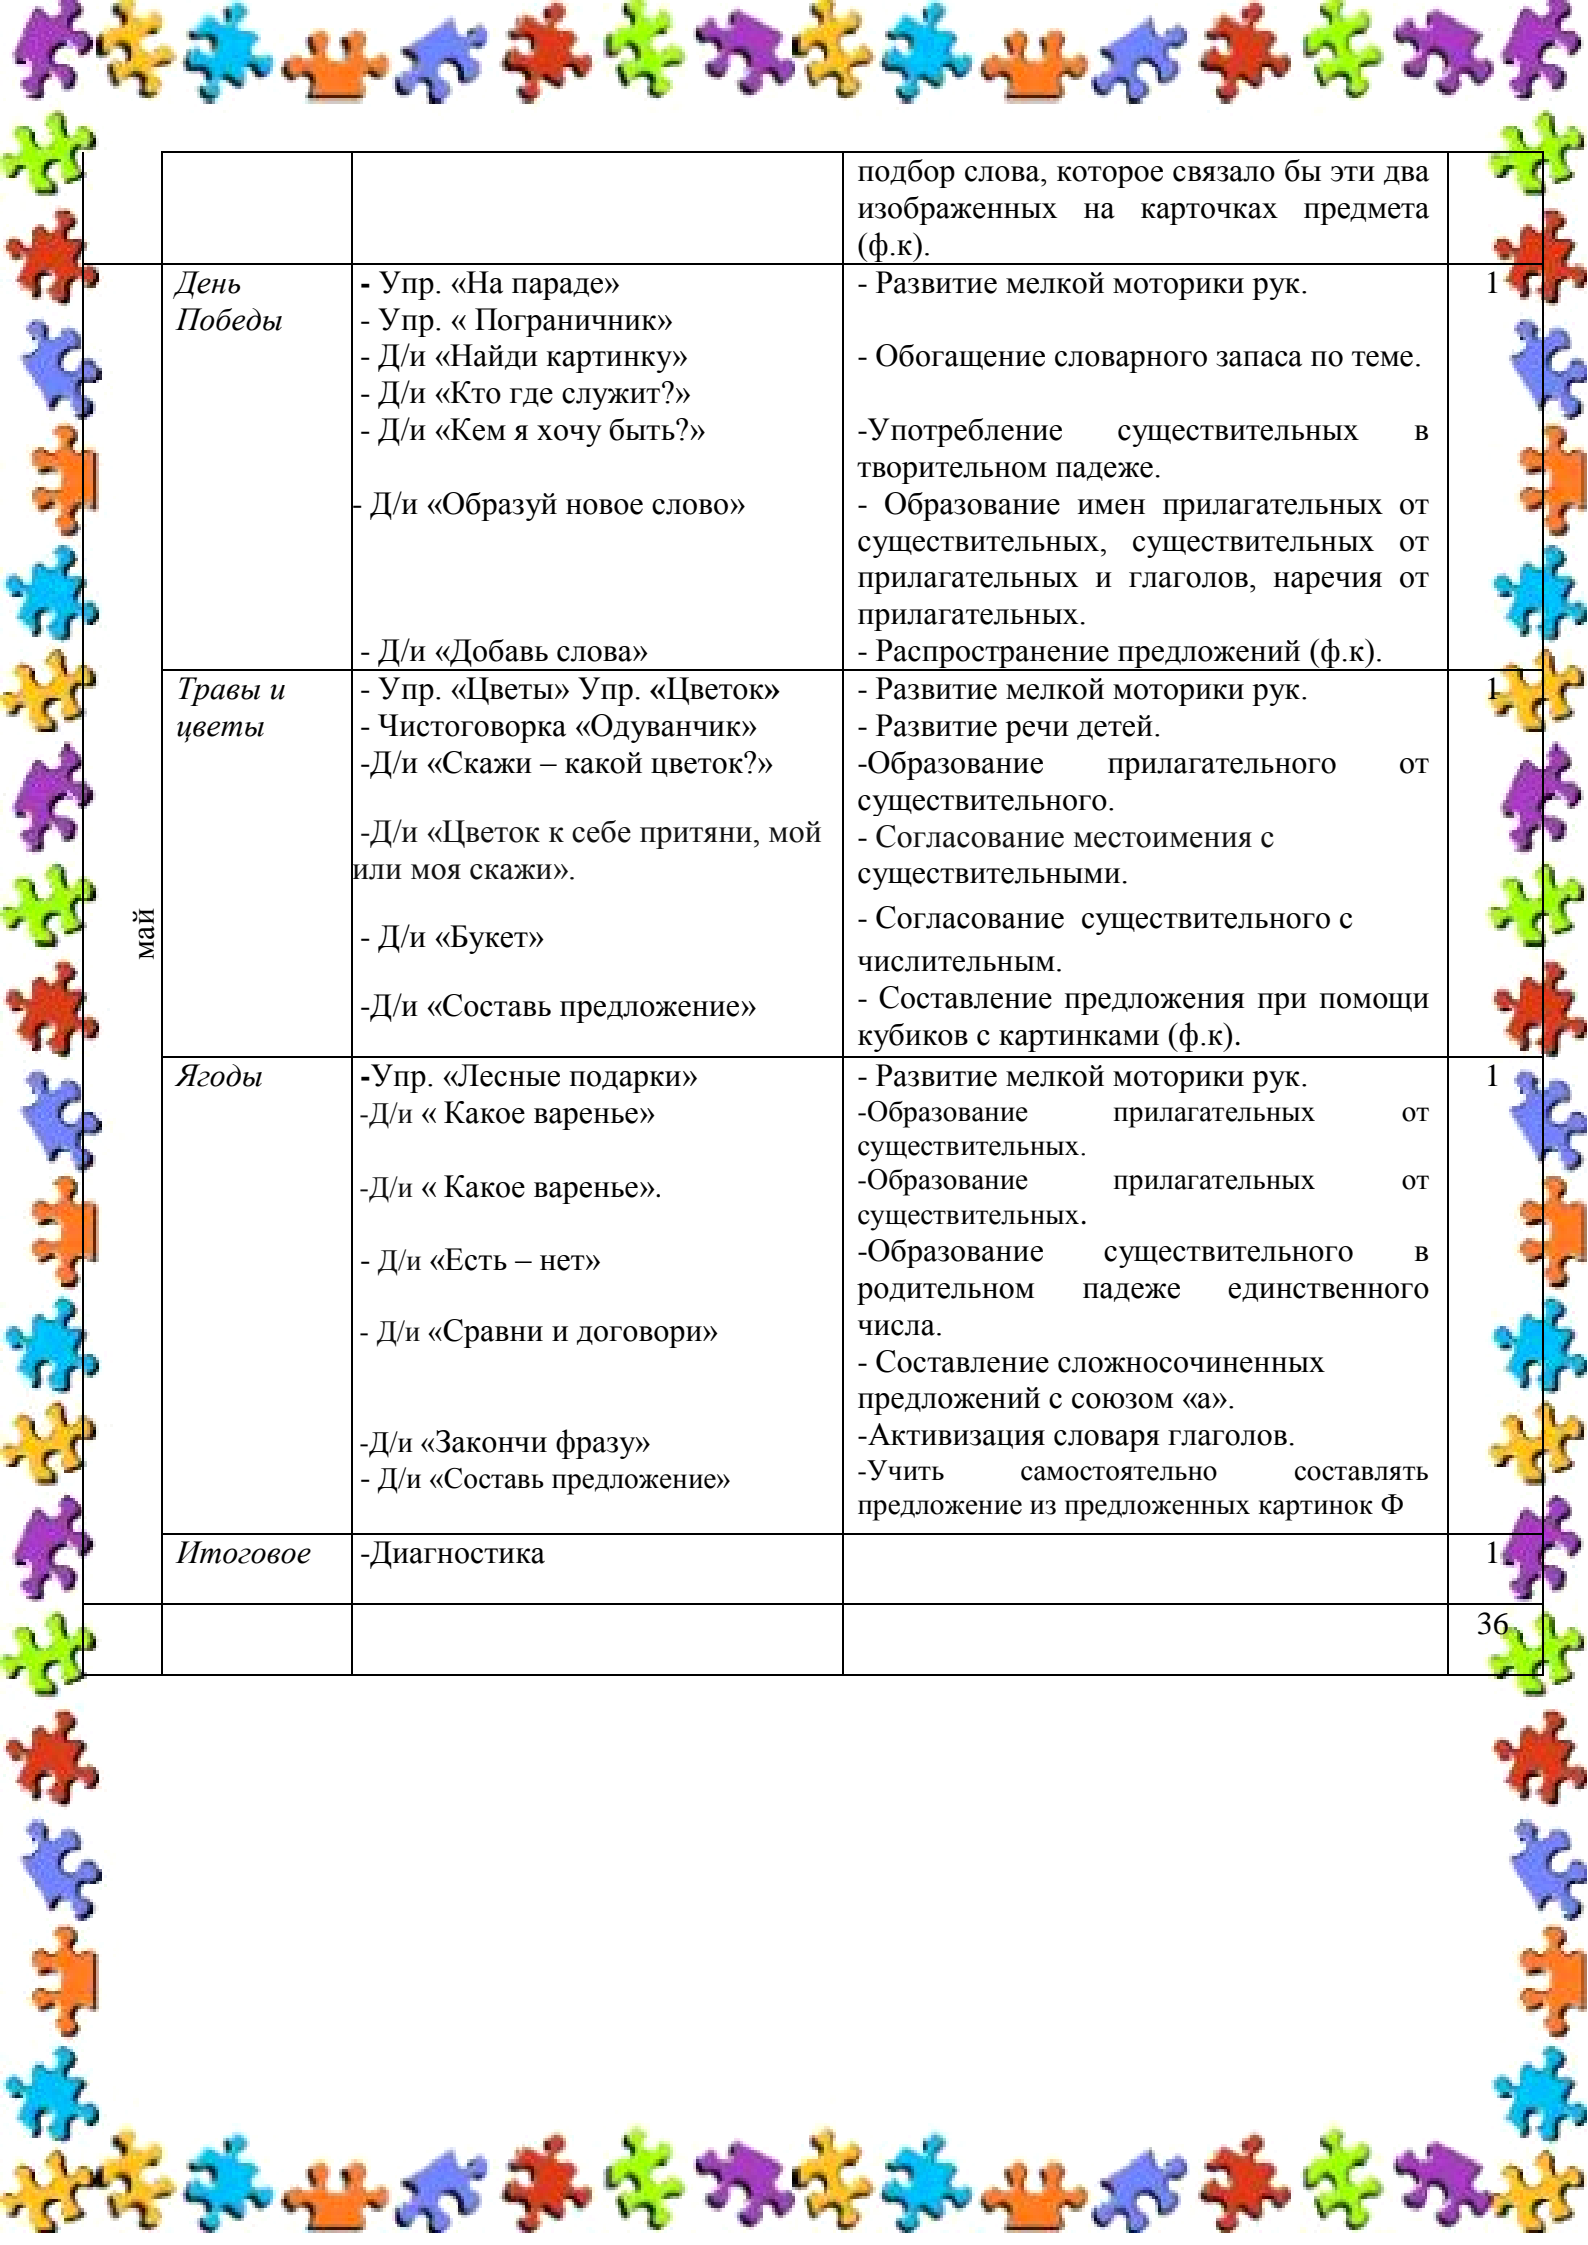 подбор слова, которое связало бы эти два
изображенных на карточках предмета
(ф.к).
май
День
Победы
- Упр. «На параде»
- Упр. « Пограничник»
- Д/и «Найди картинку»
- Д/и «Кто где служит?»
- Д/и «Кем я хочу быть?»
- Д/и «Образуй новое слово»
- Д/и «Добавь слова»
- Развитие мелкой моторики рук.
- Обогащение словарного запаса по теме.
-Употребление существительных в
творительном падеже.
- Образование имен прилагательных от
существительных, существительных от
прилагательных и глаголов, наречия от
прилагательных.
- Распространение предложений (ф.к).
1
Травы и
цветы
- Упр. «Цветы» Упр. «Цветок»
- Чистоговорка «Одуванчик»
-Д/и «Скажи – какой цветок?»
-Д/и «Цветок к себе притяни, мой
или моя скажи».
- Д/и «Букет»
-Д/и «Составь предложение»
- Развитие мелкой моторики рук.
- Развитие речи детей.
-Образование прилагательного от
существительного.
- Согласование местоимения с
существительными.
- Согласование существительного с
числительным.
- Составление предложения при помощи
кубиков с картинками (ф.к).
1
Ягоды
-Упр. «Лесные подарки»
-Д/и « Какое варенье»
-Д/и « Какое варенье».
- Д/и «Есть – нет»
- Д/и «Сравни и договори»
-Д/и «Закончи фразу»
- Д/и «Составь предложение»
- Развитие мелкой моторики рук.
-Образование прилагательных от
существительных.
-Образование прилагательных от
существительных.
-Образование существительного в
родительном падеже единственного
числа.
- Составление сложносочиненных
предложений с союзом «а».
-Активизация словаря глаголов.
-Учить самостоятельно составлять
предложение из предложенных картинок Ф
1
Итоговое
-Диагностика
1
36